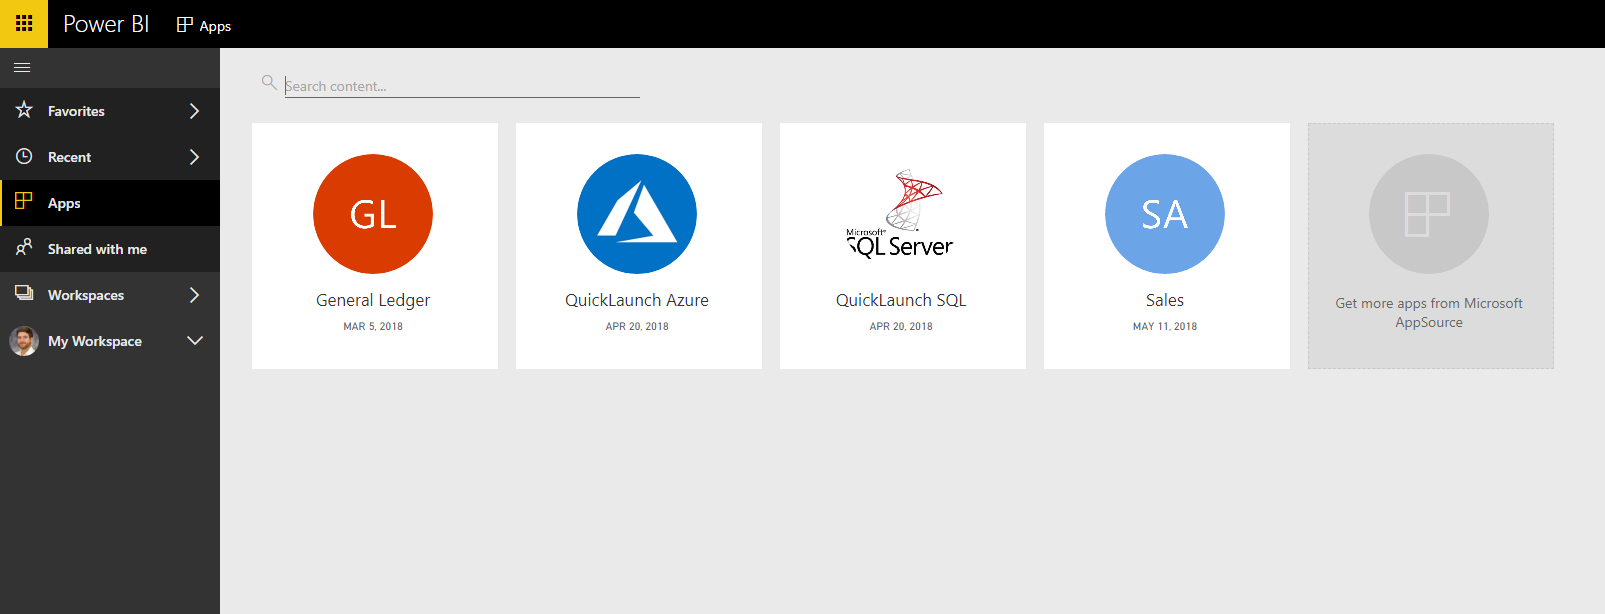 Power BI
Apps
Search content...
Favorites
Recent
Apps
Shared with me
Workspaces
My Workspace
GL
General Ledger
MAR 5, 2018
QuickLaunch Azure
APR 20, 2018
Microsoft®
SQL Server
QuickLaunch SQL
APR 20, 2018
SA
Sales
MAY 11, 2018
Get more apps from Microsoft
AppSource